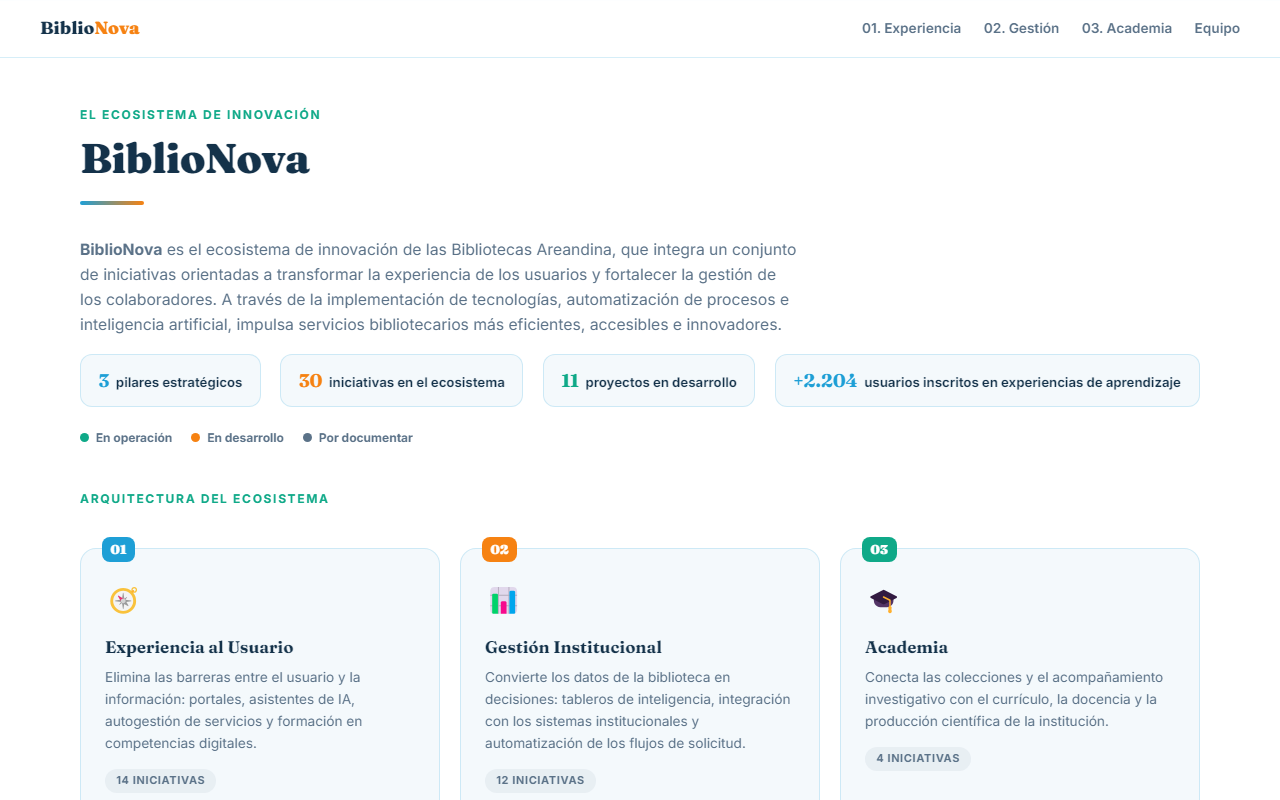 BiblioNova
01. Experiencia
02. Gestión
03. Academia
Equipo
EL ECOSISTEMA DE INNOVACIÓN
BiblioNova
BiblioNova es el ecosistema de innovación de las Bibliotecas Areandina, que integra un conjunto
de iniciativas orientadas a transformar la experiencia de los usuarios y fortalecer la gestión de
los colaboradores. A través de la implementación de tecnologías, automatización de procesos e
inteligencia artificial, impulsa servicios bibliotecarios más eficientes, accesibles e innovadores.
3 pilares estratégicos
30 iniciativas en el ecosistema
11 proyectos en desarrollo
+2.204 usuarios inscritos en experiencias de aprendizaje
En operación
En desarrollo
Por documentar
ARQUITECTURA DEL ECOSISTEMA
01
Experiencia al Usuario
Elimina las barreras entre el usuario y la
información: portales, asistentes de IA,
autogestión de servicios y formación en
competencias digitales.
14 INICIATIVAS
02
Gestión Institucional
Convierte los datos de la biblioteca en
decisiones: tableros de inteligencia, integración
con los sistemas institucionales y
automatización de los flujos de solicitud.
12 INICIATIVAS
03
Academia
Conecta las colecciones y el acompañamiento
investigativo con el currículo, la docencia y la
producción científica de la institución.
4 INICIATIVAS